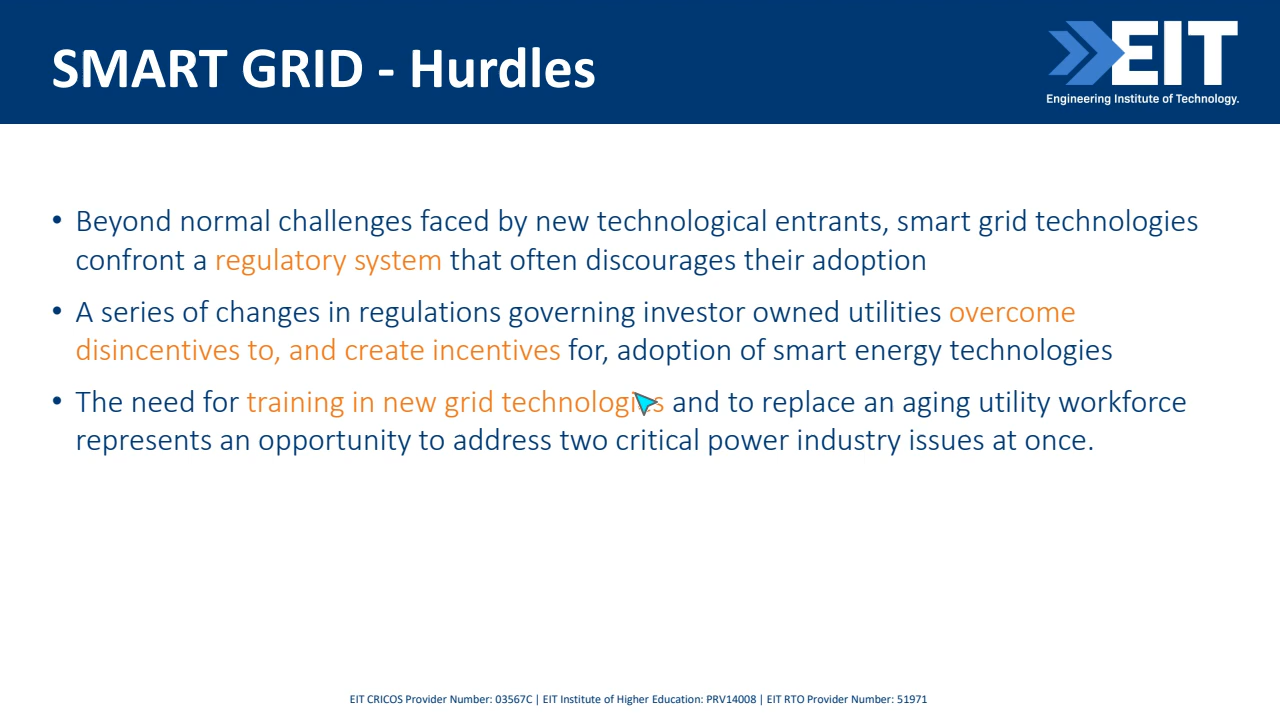 SMART GRID - Hurdles
EIT
Engineering Institute of Technology.
• Beyond normal challenges faced by new technological entrants, smart grid technologies
confront a regulatory system that often discourages their adoption
• A series of changes in regulations governing investor owned utilities overcome
disincentives to, and create incentives for, adoption of smart energy technologies
• The need for training in new grid technologies and to replace an aging utility workforce
represents an opportunity to address two critical power industry issues at once.
EIT CRICOS Provider Number: 03567C | EIT Institute of Higher Education: PRV14008 | EIT RTO Provider Number: 51971